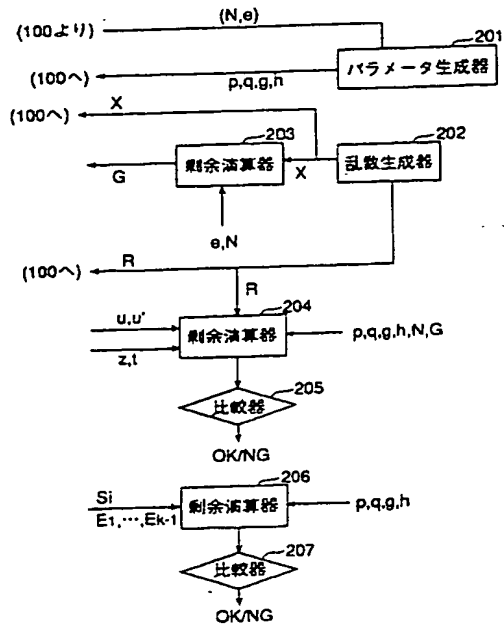 (100より)
(N,e)
201
パラメータ生成器
(100へ)
p,q,g,h
(100へ)
X
203
剰余演算器
202
乱数生成器
G
X
e,N
(100へ)
R
R
204
u,u'
剰余演算器
p,q,g,h,N,G
z,t
205
比較器
OK/NG
206
Si
剰余演算器
p,q,g,h
E1,…,Ek-1
207
比較器
OK/NG